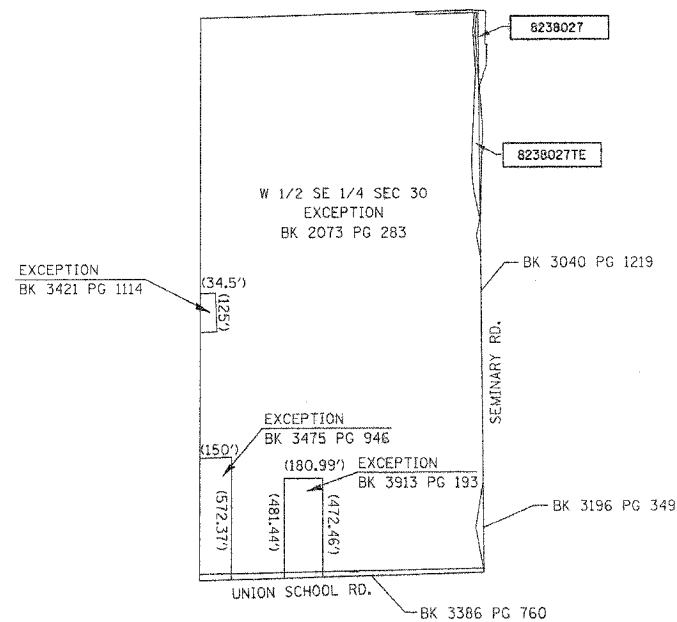 8238027
8238027TE
W 1/2 SE 1/4 SEC 30
EXCEPTION
BK 2073 PG 283
BK 3040 PG 1219
EXCEPTION
BK 3421 PG 1114
(34.5')
(125')
SEMINARY RD.
EXCEPTION
BK 3475 PG 946
(150')
(572.37')
(180.99')
EXCEPTION
BK 3913 PG 193
(481.44')
(472.46')
BK 3196 PG 349
UNION SCHOOL RD.
BK 3386 PG 760